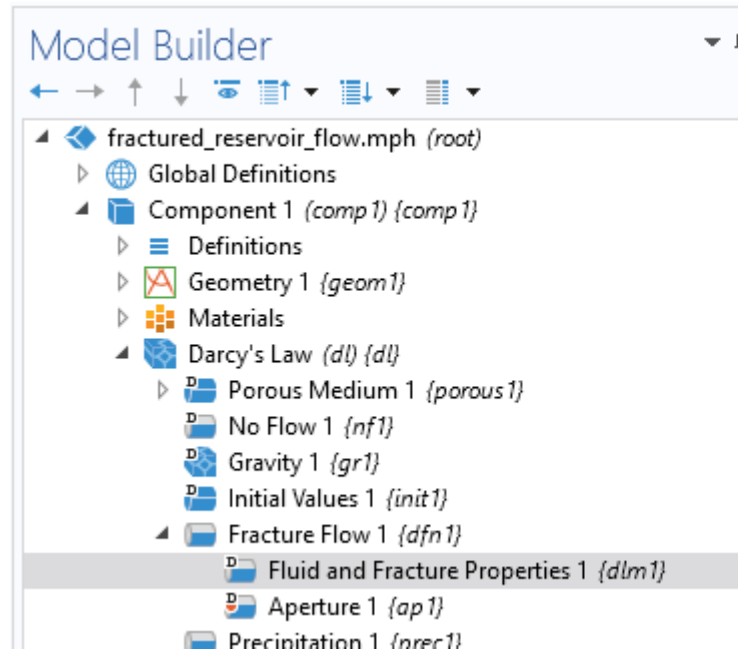 Model Builder
fractured_reservoir_flow.mph (root)
Global Definitions
Component 1 (comp1) {comp1}
Definitions
Geometry 1 {geom1}
Materials
Darcy's Law (dl) {dl}
D Porous Medium 1 {porous1}
D No Flow 1 {nf1}
D Gravity 1 {gr1}
D Initial Values 1 {init1}
Fracture Flow 1 {dfn1}
D Fluid and Fracture Properties 1 {dlm1}
D Aperture 1 {ap1}
Precipitation 1 {prec1}